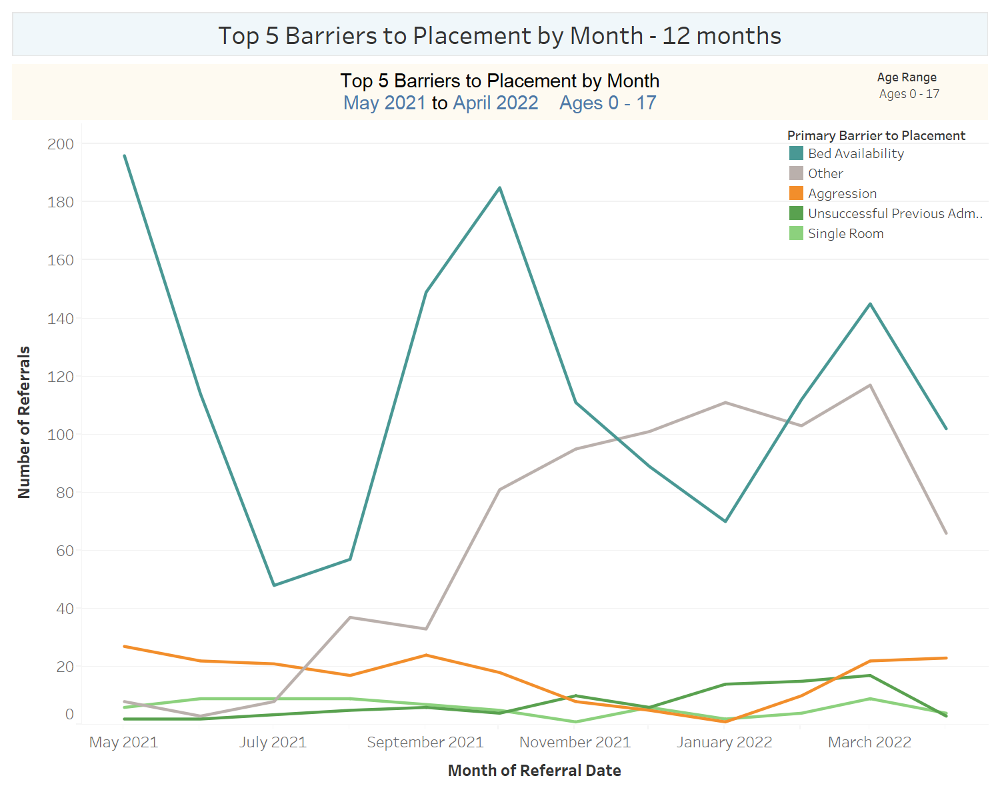 Top 5 Barriers to Placement by Month - 12 months
Top 5 Barriers to Placement by Month
May 2021 to April 2022 Ages 0 - 17
Age Range
Ages 0 - 17
Primary Barrier to Placement
Bed Availability
Other
Aggression
Unsuccessful Previous Adm..
Single Room
Number of Referrals
200
180
160
140
120
100
80
60
40
20
0
May 2021 July 2021 September 2021 November 2021 January 2022 March 2022
Month of Referral Date